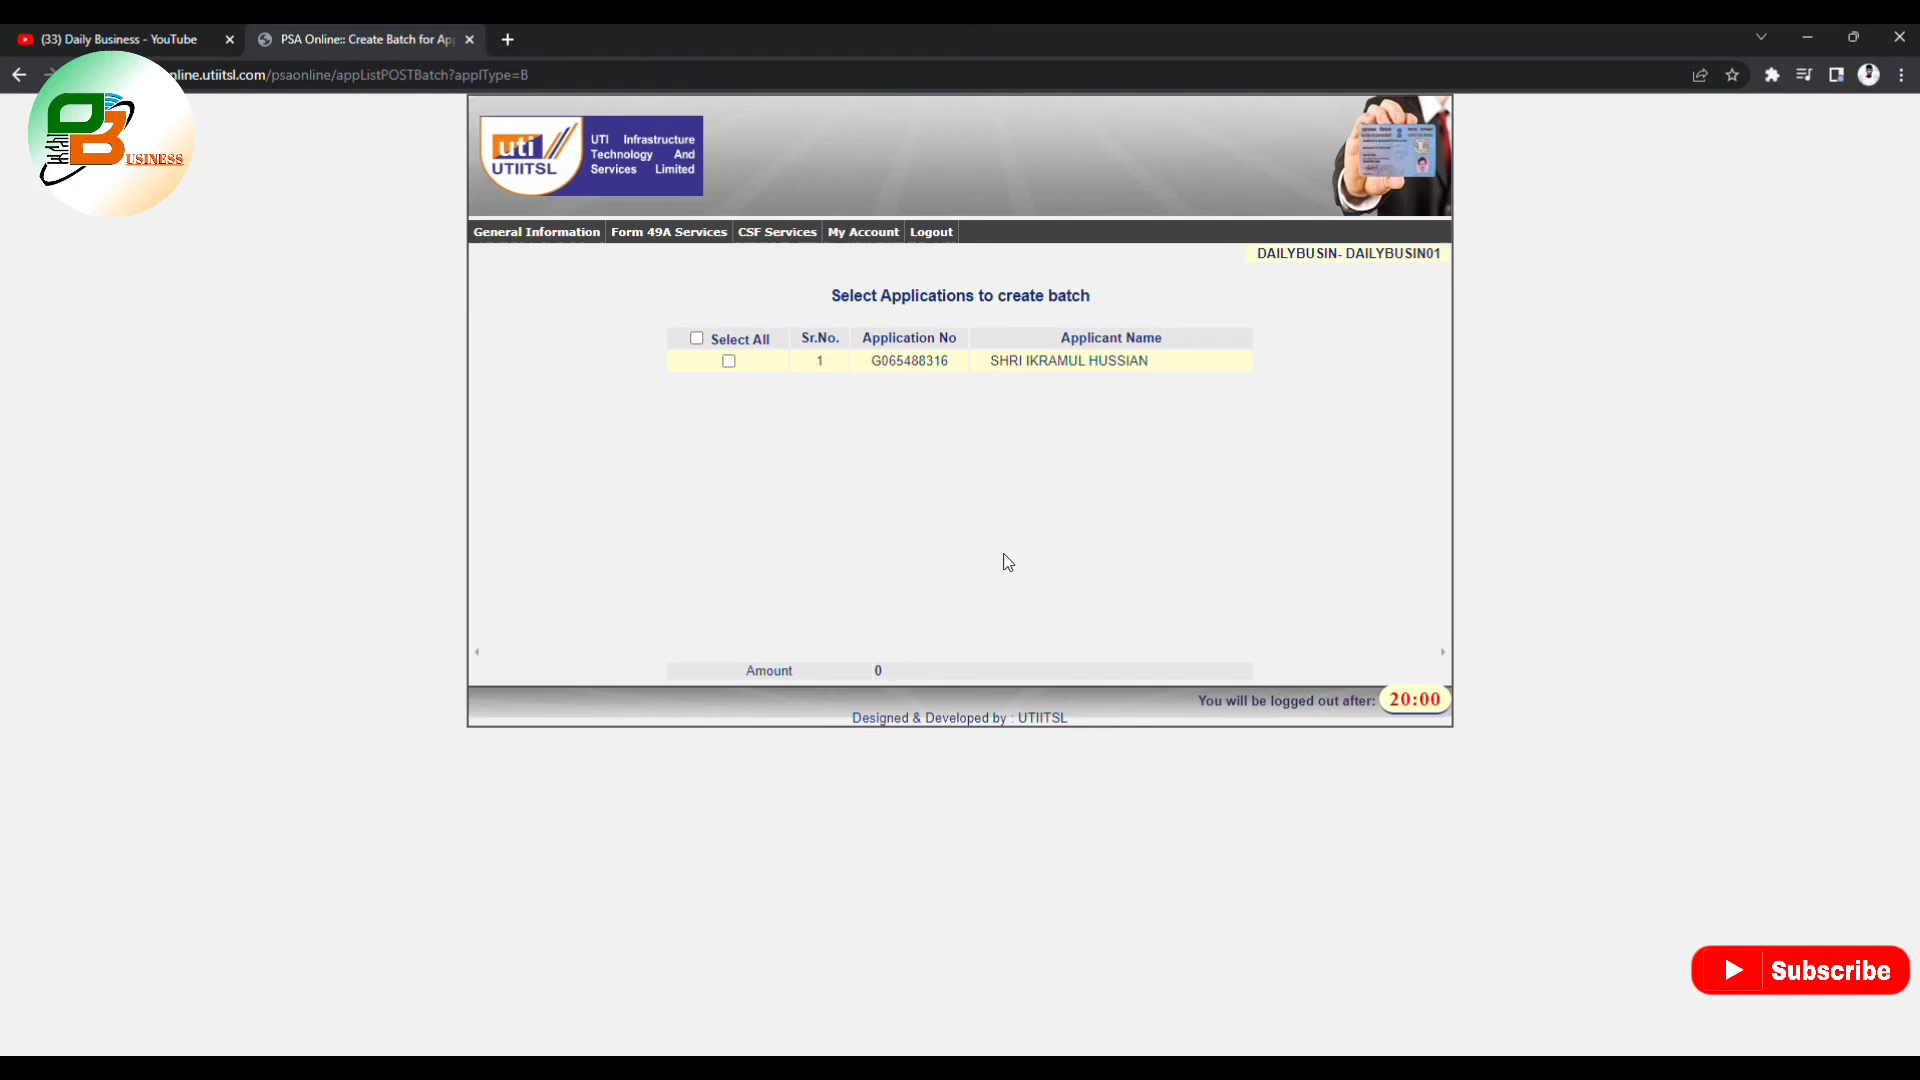 (33) Daily Business - YouTube
PSA Online:: Create Batch for Ap
nline.utiitsl.com/psaonline/appListPOSTBatch?applType=B
BUSINESS
uti
UTIITSL
UTI Infrastructure
Technology And
Services Limited
General Information
Form 49A Services
CSF Services
My Account
Logout
DAILYBUSIN- DAILYBUSIN01
Select Applications to create batch
Select All
Sr.No.
Application No
Applicant Name
1
G065488316
SHRI IKRAMUL HUSSIAN
Amount
0
You will be logged out after: 20:00
Designed & Developed by : UTIITSL
Subscribe